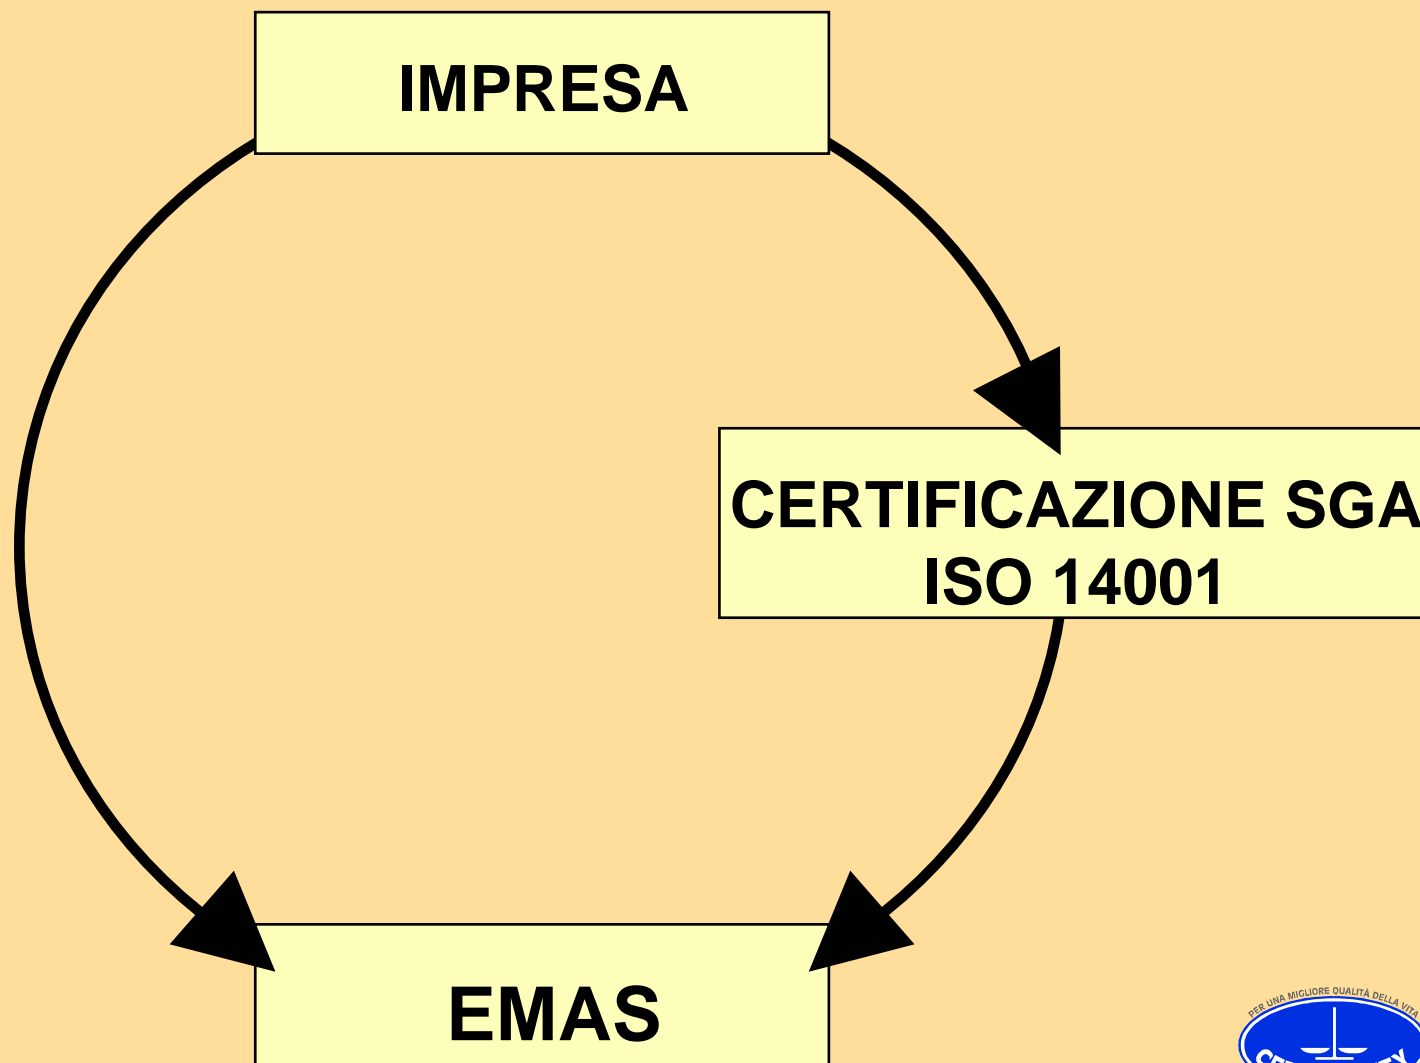 IMPRESA
CERTIFICAZIONE SGA
ISO 14001
EMAS
PER UNA MIGLIORE QUALITÀ DELLA VITA